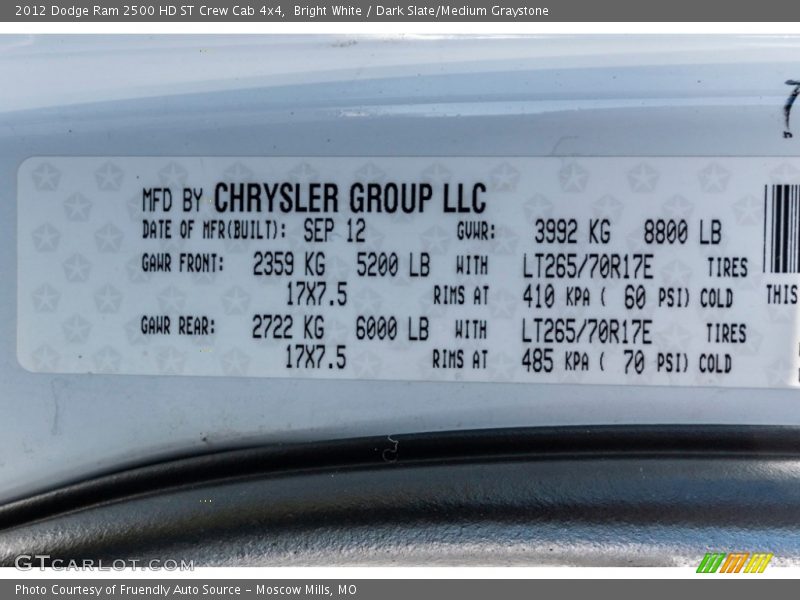 2012 Dodge Ram 2500 HD ST Crew Cab 4x4,  Bright White / Dark Slate/Medium Graystone
7
MFD BY CHRYSLER GROUP LLC
DATE OF MFR(BUILT): SEP 12 GVWR: 3992 KG 8800 LB
GAWR FRONT: 2359 KG 5200 LB WITH LT265/70R17E TIRES
17X7.5 RIMS AT 410 KPA ( 60 PSI) COLD THIS
GAWR REAR: 2722 KG 6000 LB WITH LT265/70R17E TIRES
17X7.5 RIMS AT 485 KPA ( 70 PSI) COLD
GTCARLOT.COM
Photo Courtesy of Fruendly Auto Source - Moscow Mills, MO